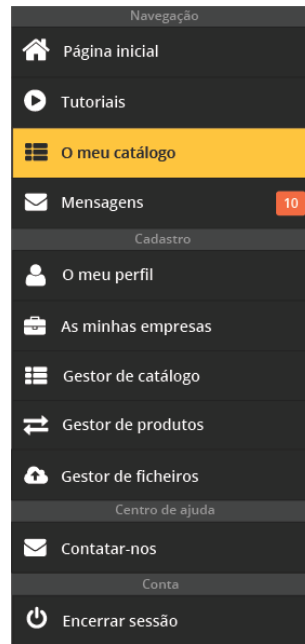 Navegação
Página inicial
Tutoriais
O meu catálogo
Mensagens 10
Cadastro
O meu perfil
As minhas empresas
Gestor de catálogo
Gestor de produtos
Gestor de ficheiros
Centro de ajuda
Contatar-nos
Conta
Encerrar sessão